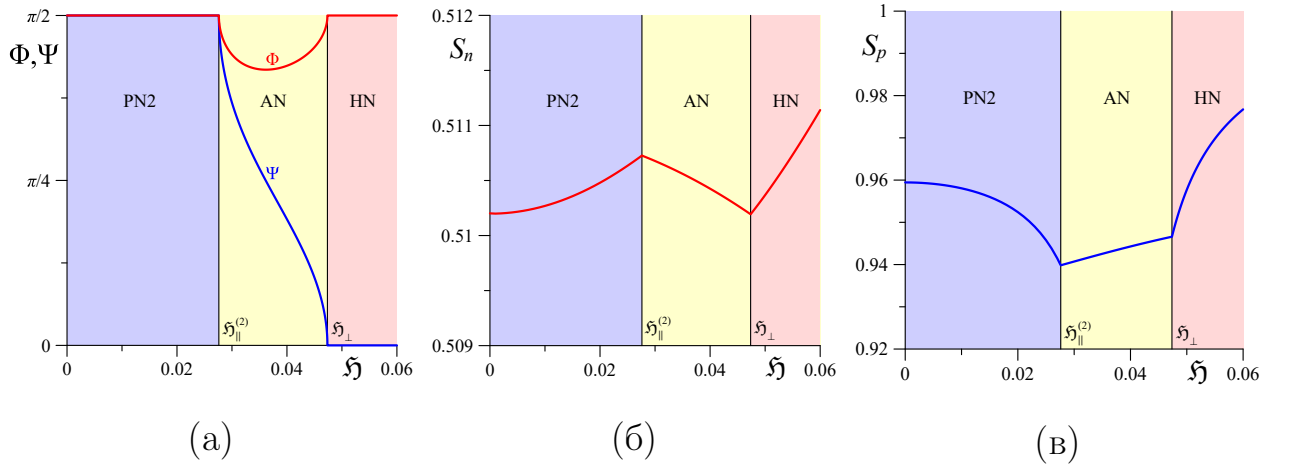 π/2
Φ,Ψ
π/4
0
PN2
AN
HN
Φ
Ψ
ℌ∥(2)
ℌ⊥
0
0.02
0.04
ℌ
0.06
(а)
0.512
Sn
0.511
0.51
0.509
PN2
AN
HN
ℌ∥(2)
ℌ⊥
0
0.02
0.04
ℌ
0.06
(б)
1
Sp
0.98
0.96
0.94
0.92
PN2
AN
HN
ℌ∥(2)
ℌ⊥
0
0.02
0.04
ℌ
0.06
(в)